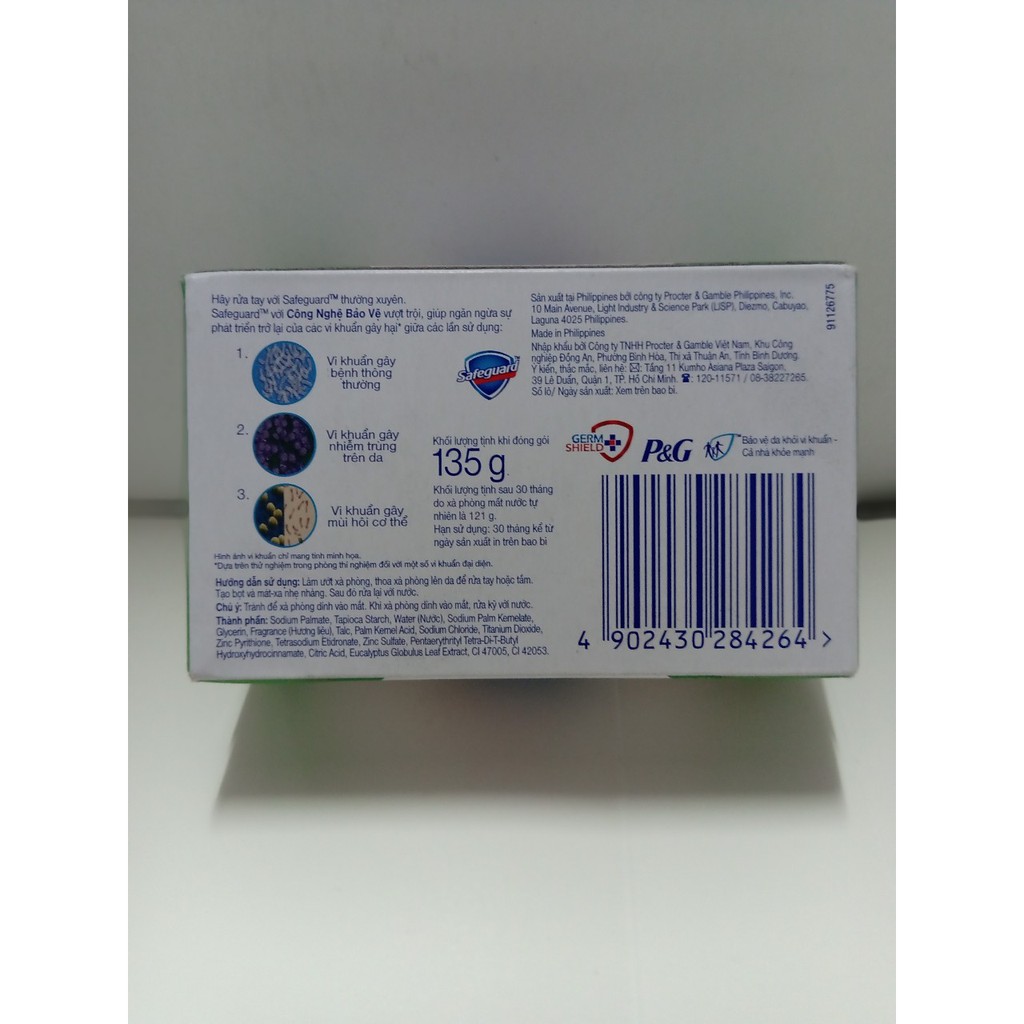 Hãy rửa tay với Safeguard™ thường xuyên.
Safeguard™ với Công Nghệ Bảo Vệ vượt trội, giúp ngăn ngừa sự
phát triển trở lại của các vi khuẩn gây hại* giữa các lần sử dụng:
1.
Vi khuẩn gây
bệnh thông
thường
2.
Vi khuẩn gây
nhiễm trùng
trên da
3.
Vi khuẩn gây
mùi hôi cơ thể
Hình ảnh vi khuẩn chỉ mang tính minh họa.
*Dựa trên thử nghiệm trong phòng thí nghiệm đối với một số vi khuẩn đại diện.
Safeguard™
Khối lượng tịnh khi đóng gói
135 g
Khối lượng tịnh sau 30 tháng
do xà phòng mất nước tự
nhiên là 121 g.
Hạn sử dụng: 30 tháng kể từ
ngày sản xuất in trên bao bì
Hướng dẫn sử dụng: Làm ướt xà phòng, thoa xà phòng lên da để rửa tay hoặc tắm.
Tạo bọt và mát-xa nhẹ nhàng. Sau đó rửa lại với nước.
Chú ý: Tránh để xà phòng dính vào mắt. Khi xà phòng dính vào mắt, rửa kỹ với nước.
Thành phần: Sodium Palmate, Tapioca Starch, Water (Nước), Sodium Palm Kernelate,
Glycerin, Fragrance (Hương liệu), Talc, Palm Kernel Acid, Sodium Chloride, Titanium Dioxide,
Zinc Pyrithione, Tetrasodium Etidronate, Zinc Sulfate, Pentaerythrityl Tetra-Di-T-Butyl
Hydroxyhydrocinnamate, Citric Acid, Eucalyptus Globulus Leaf Extract, CI 47005, CI 42053.
Sản xuất tại Philippines bởi công ty Procter & Gamble Philippines, Inc.
10 Main Avenue, Light Industry & Science Park (LISP), Diezmo, Cabuyao,
Laguna 4025 Philippines.
Made in Philippines
Nhập khẩu bởi Công ty TNHH Procter & Gamble Việt Nam, Khu Công
nghiệp Đồng An, Phường Bình Hòa, Thị xã Thuận An, Tỉnh Bình Dương.
Ý kiến, thắc mắc, liên hệ: Tầng 11 Kumho Asiana Plaza Saigon,
39 Lê Duẩn, Quận 1, TP. Hồ Chí Minh. : 120-11571 / 08-38227265.
Số lô/ Ngày sản xuất: Xem trên bao bì.
91126775
GERM
SHIELD
P&G
Bảo vệ da khỏi vi khuẩn -
Cả nhà khỏe mạnh
4 902430 284264 >